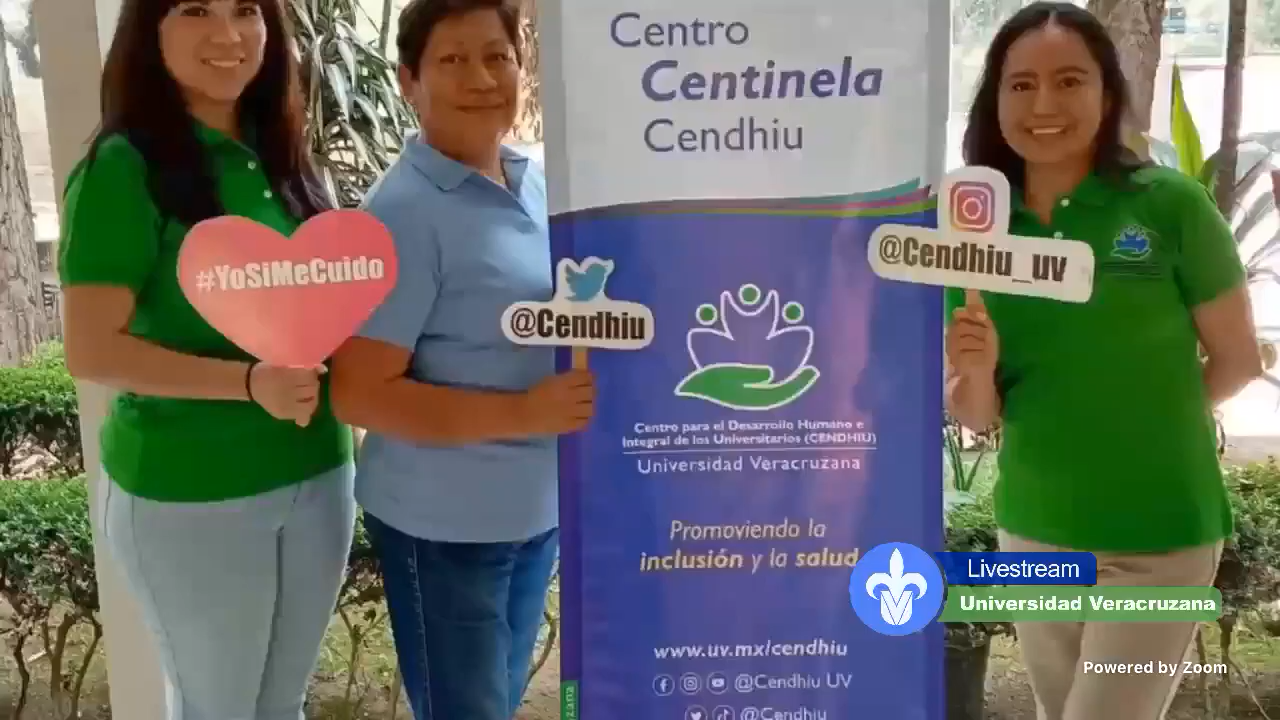 Centro
Centinela
Cendhiu
#YoSiMeCuido
@Cendhiu
@Cendhiu_uv
Centro para el Desarrollo Humano e
Integral de los Universitarios (CENDHIU)
Universidad Veracruzana
Promoviendo la
inclusión y la salud
www.uv.mx/cendhiu
@Cendhiu UV
@Cendhiu
Livestream
Universidad Veracruzana
Powered by Zoom